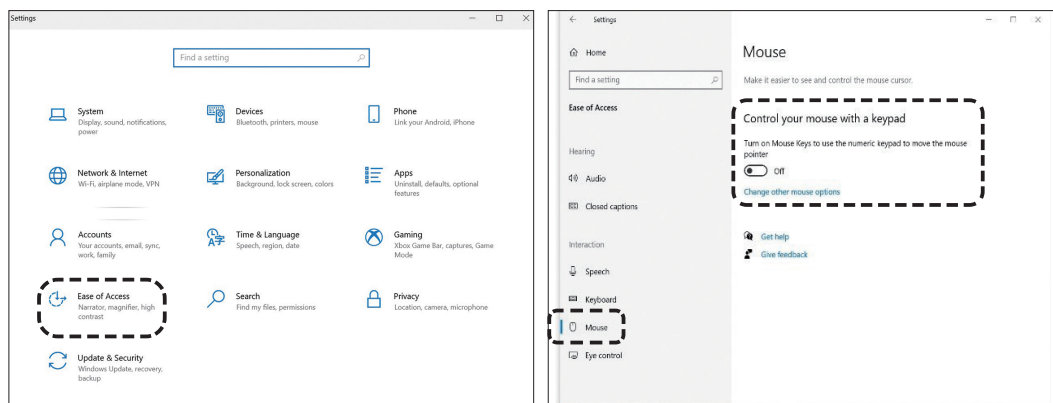 Settings
Find a setting
System
Display, sound, notifications,
power
Devices
Bluetooth, printers, mouse
Phone
Link your Android, iPhone
Network & Internet
Wi-Fi, airplane mode, VPN
Personalization
Background, lock screen, colors
Apps
Uninstall, defaults, optional
features
Accounts
Your accounts, email, sync,
work, family
Time & Language
Speech, region, date
Gaming
Xbox Game Bar, captures, Game
Mode
Ease of Access
Narrator, magnifier, high
contrast
Search
Find my files, permissions
Privacy
Location, camera, microphone
Update & Security
Windows Update, recovery,
backup
Settings
Home
Find a setting
Ease of Access
Hearing
Audio
Closed captions
Interaction
Speech
Keyboard
Mouse
Eye control
Mouse
Make it easier to see and control the mouse cursor.
Control your mouse with a keypad
Turn on Mouse Keys to use the numeric keypad to move the mouse
pointer
Off
Change other mouse options
Get help
Give feedback